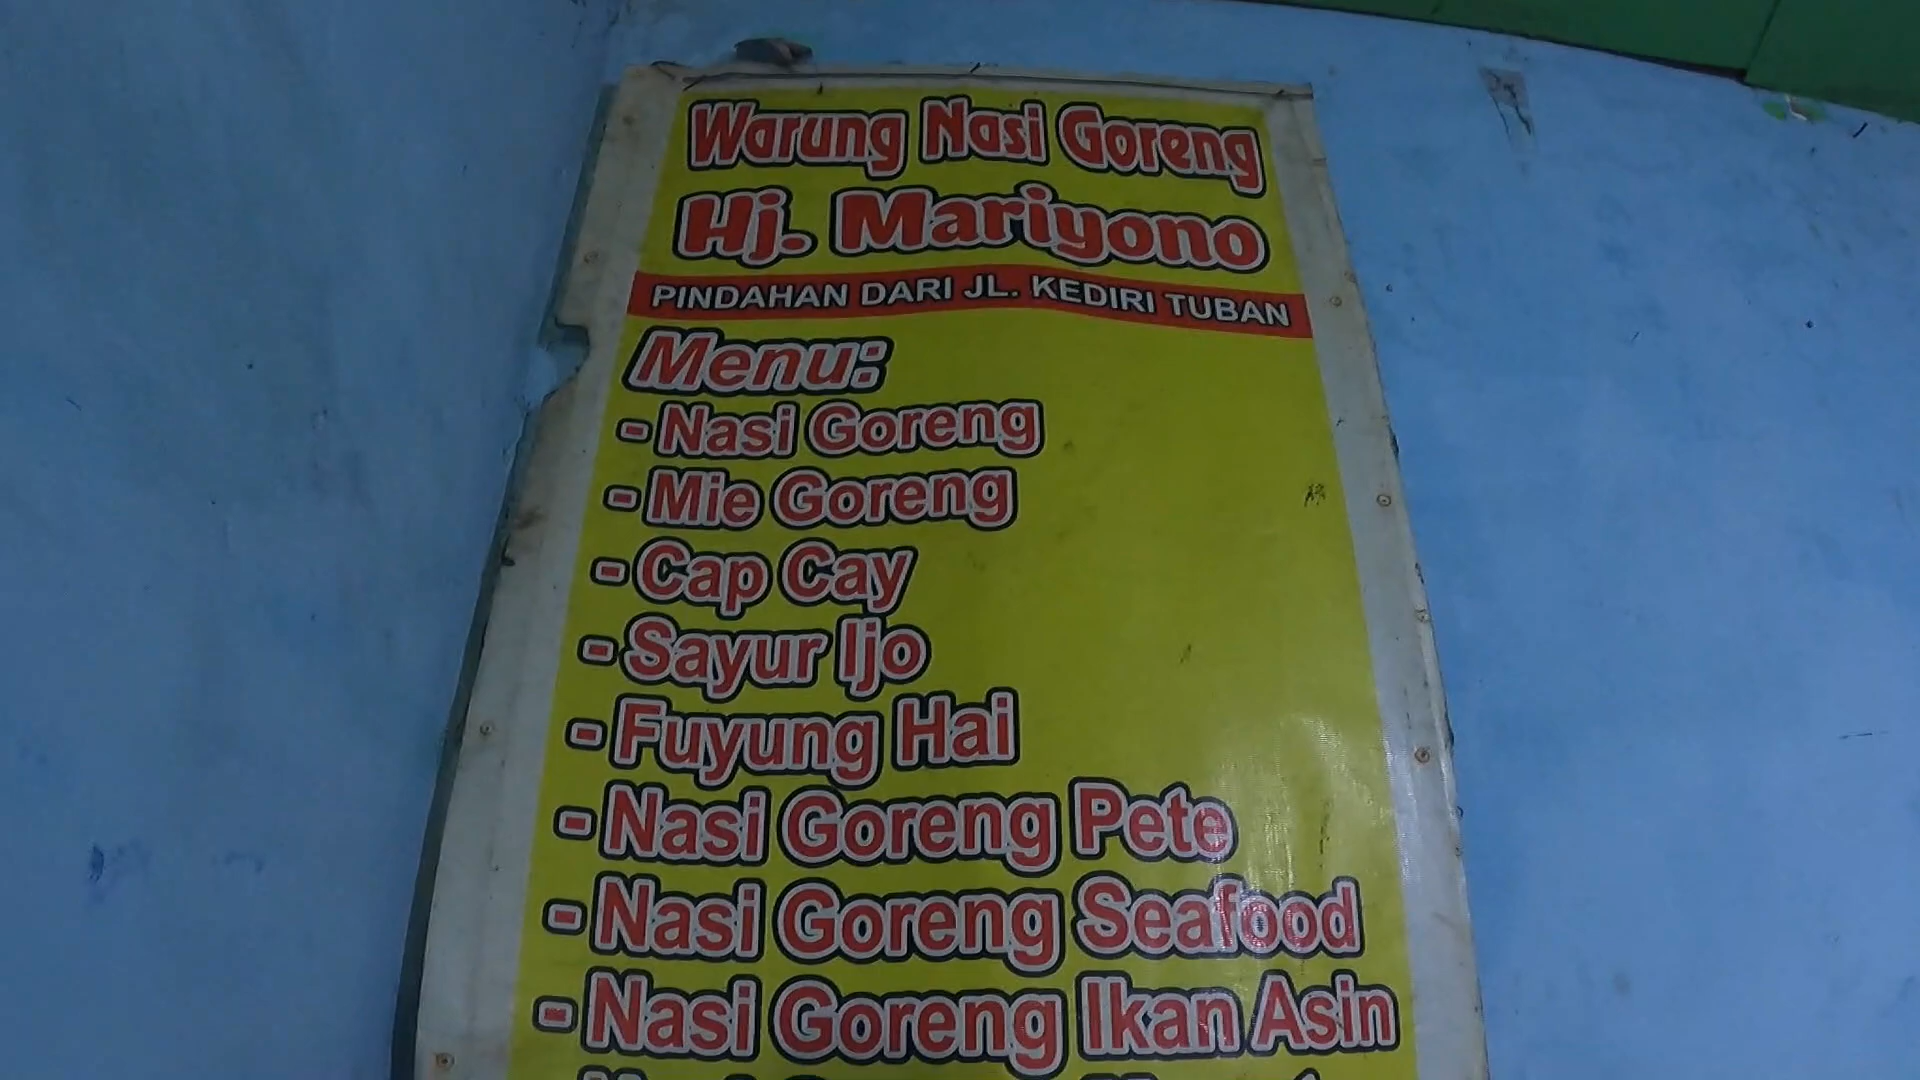 Warung Nasi Goreng
Hj. Mariyono
PINDAHAN DARI JL. KEDIRI TUBAN
Menu:
- Nasi Goreng
- Mie Goreng
- Cap Cay
- Sayur Ijo
- Fuyung Hai
- Nasi Goreng Pete
- Nasi Goreng Seafood
- Nasi Goreng Ikan Asin